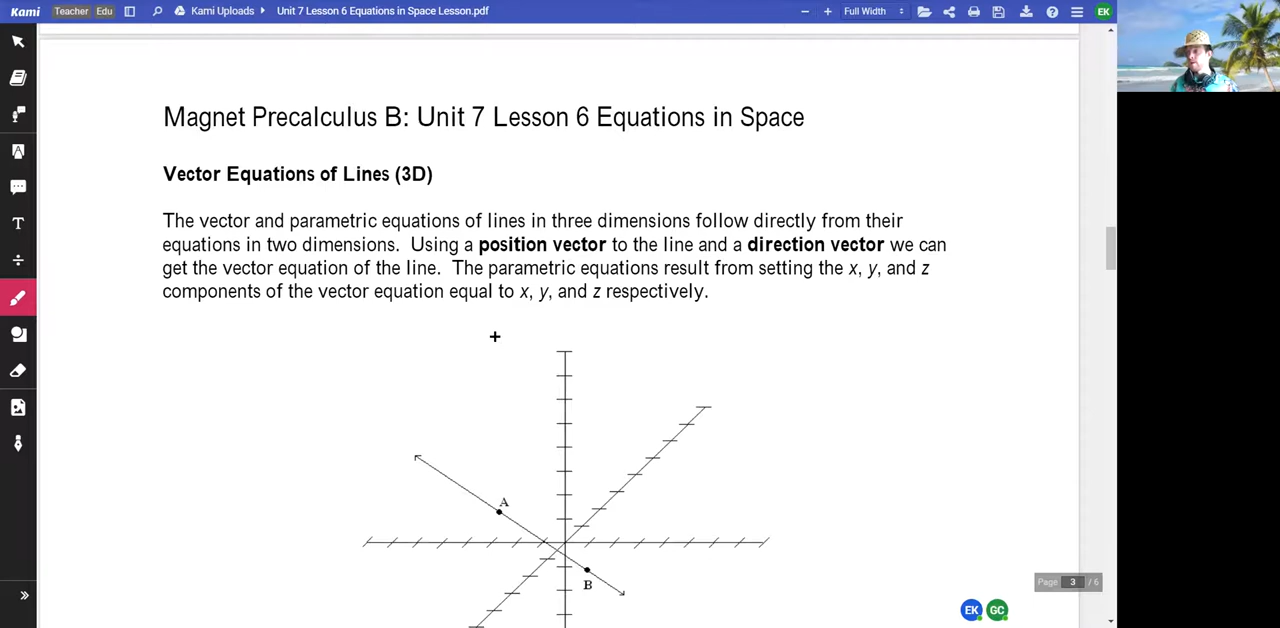 Kami Teacher Edu Kami Uploads Unit 7 Lesson 6 Equations in Space Lesson.pdf Full Width EK
Magnet Precalculus B: Unit 7 Lesson 6 Equations in Space
Vector Equations of Lines (3D)
The vector and parametric equations of lines in three dimensions follow directly from their
equations in two dimensions.  Using a position vector to the line and a direction vector we can
get the vector equation of the line.  The parametric equations result from setting the x, y, and z
components of the vector equation equal to x, y, and z respectively.
A
B
Page 3 / 6
EK GC